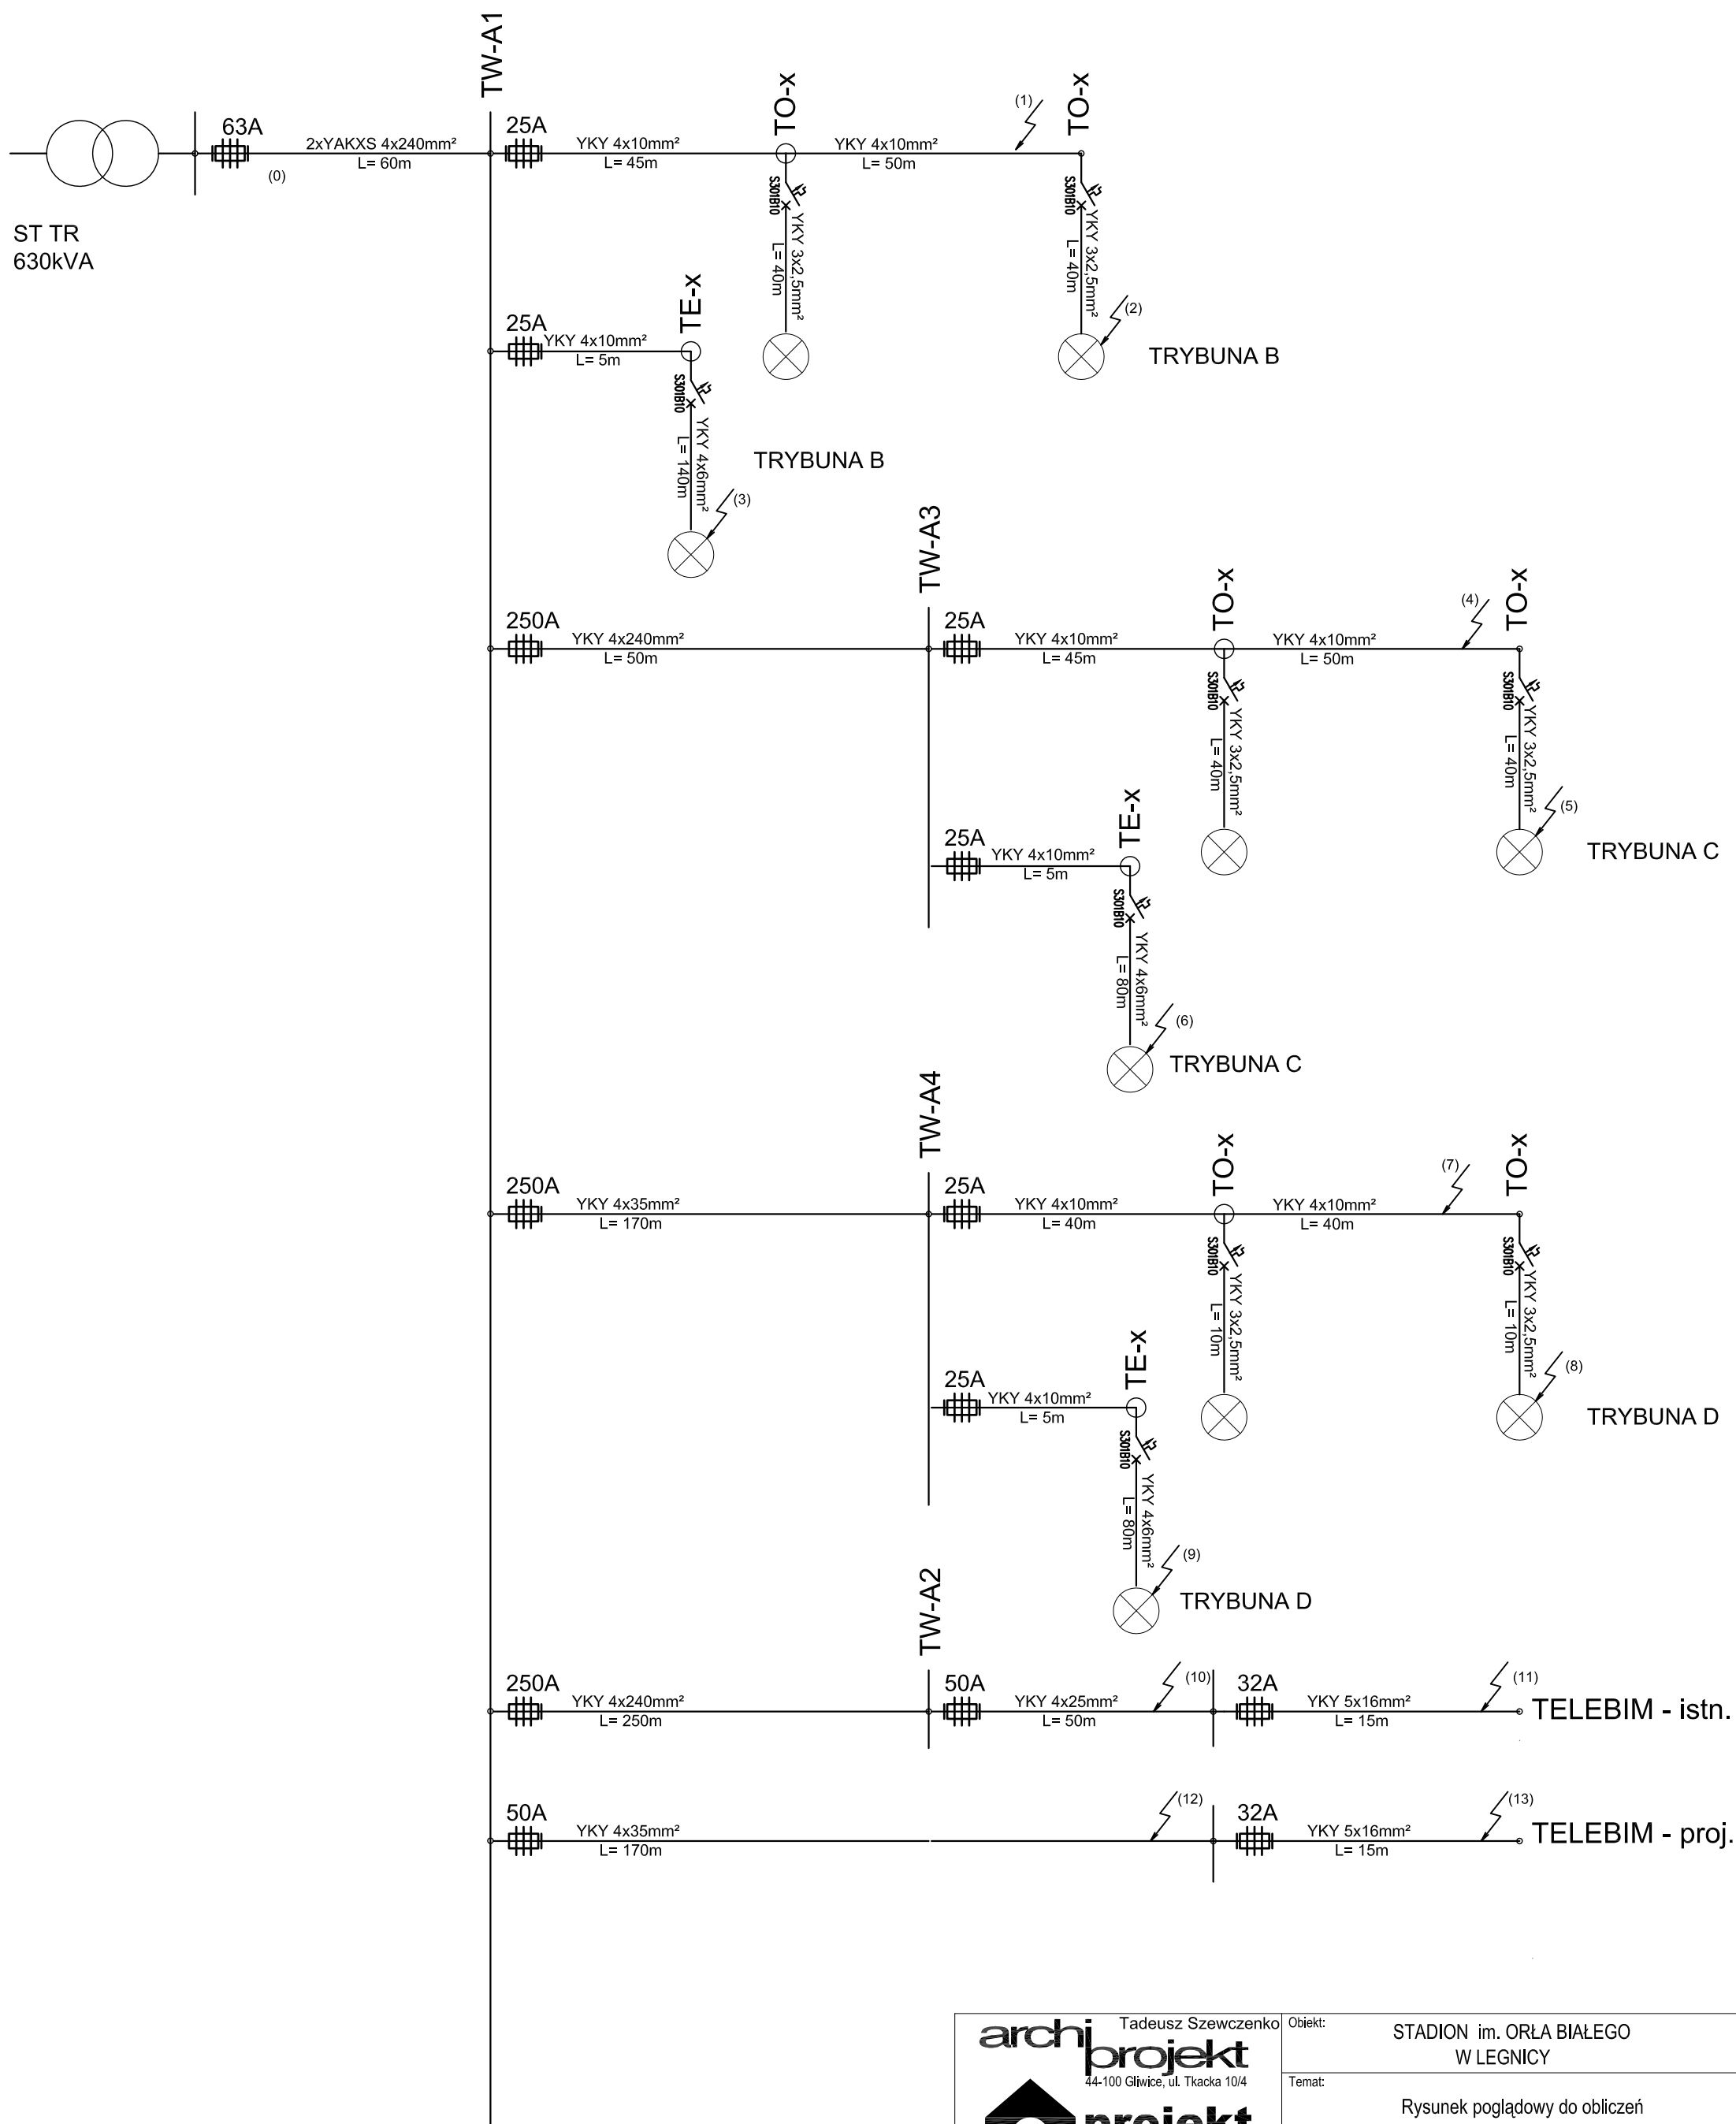 TW-A1
63A
2xYAKXS 4x240mm²
L= 60m
(0)
ST TR
630kVA
25A
YKY 4x10mm²
L= 45m
TO-x
YKY 4x10mm²
L= 50m
(1)
TO-x
S301B10
YKY 3x2,5mm²
L= 40m
S301B10
YKY 3x2,5mm²
L= 40m
(2)
TRYBUNA B
25A
YKY 4x10mm²
L= 5m
TE-x
S301B10
YKY 4x6mm²
L= 140m
TRYBUNA B
(3)
TW-A3
250A
YKY 4x240mm²
L= 50m
25A
YKY 4x10mm²
L= 45m
TO-x
YKY 4x10mm²
L= 50m
(4)
TO-x
S301B10
YKY 3x2,5mm²
L= 40m
S301B10
YKY 3x2,5mm²
L= 40m
(5)
TRYBUNA C
25A
YKY 4x10mm²
L= 5m
TE-x
S301B10
YKY 4x6mm²
L= 80m
(6)
TRYBUNA C
TW-A4
250A
YKY 4x35mm²
L= 170m
25A
YKY 4x10mm²
L= 40m
TO-x
YKY 4x10mm²
L= 40m
(7)
TO-x
S301B10
YKY 3x2,5mm²
L= 10m
S301B10
YKY 3x2,5mm²
L= 10m
(8)
TRYBUNA D
25A
YKY 4x10mm²
L= 5m
TE-x
S301B10
YKY 4x6mm²
L= 80m
(9)
TRYBUNA D
TW-A2
250A
YKY 4x240mm²
L= 250m
50A
YKY 4x25mm²
L= 50m
(10)
32A
YKY 5x16mm²
L= 15m
(11)
TELEBIM - istn.
50A
YKY 4x35mm²
L= 170m
(12)
32A
YKY 5x16mm²
L= 15m
(13)
TELEBIM - proj.
Tadeusz Szewczenko
archi
projekt
44-100 Gliwice, ul. Tkacka 10/4
projekt
Obiekt:
STADION im. ORŁA BIAŁEGO
W LEGNICY
Temat:
Rysunek poglądowy do obliczeń